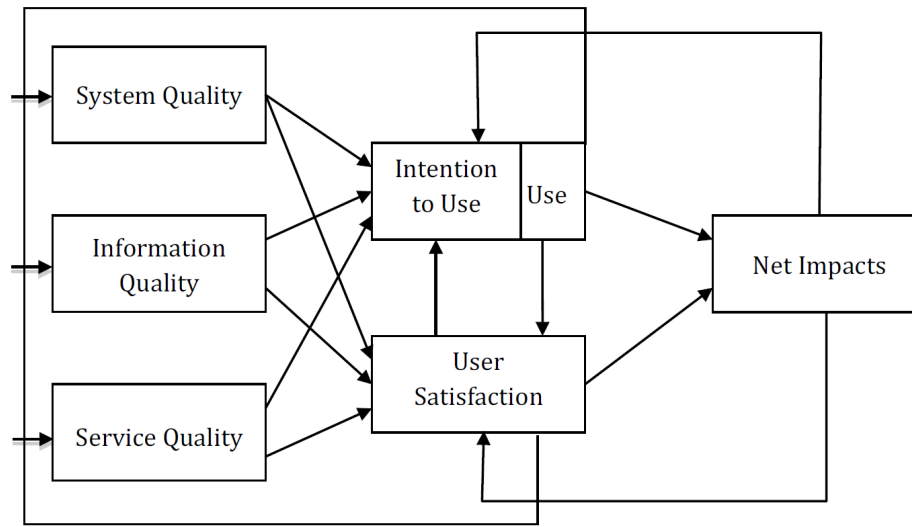 System Quality
Intention
to Use
Use
Information
Quality
Net Impacts
User
Satisfaction
Service Quality